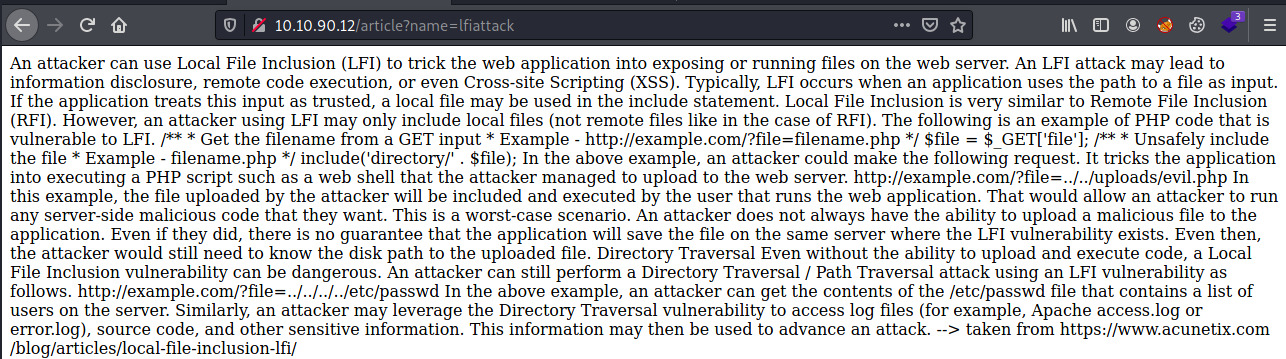 10.10.90.12/article?name=lfiattack
3
An attacker can use Local File Inclusion (LFI) to trick the web application into exposing or running files on the web server. An LFI attack may lead to
information disclosure, remote code execution, or even Cross-site Scripting (XSS). Typically, LFI occurs when an application uses the path to a file as input.
If the application treats this input as trusted, a local file may be used in the include statement. Local File Inclusion is very similar to Remote File Inclusion
(RFI). However, an attacker using LFI may only include local files (not remote files like in the case of RFI). The following is an example of PHP code that is
vulnerable to LFI. /** * Get the filename from a GET input * Example - http://example.com/?file=filename.php */ $file = $_GET['file']; /** * Unsafely include
the file * Example - filename.php */ include('directory/' . $file); In the above example, an attacker could make the following request. It tricks the application
into executing a PHP script such as a web shell that the attacker managed to upload to the web server. http://example.com/?file=../../uploads/evil.php In
this example, the file uploaded by the attacker will be included and executed by the user that runs the web application. That would allow an attacker to run
any server-side malicious code that they want. This is a worst-case scenario. An attacker does not always have the ability to upload a malicious file to the
application. Even if they did, there is no guarantee that the application will save the file on the same server where the LFI vulnerability exists. Even then,
the attacker would still need to know the disk path to the uploaded file. Directory Traversal Even without the ability to upload and execute code, a Local
File Inclusion vulnerability can be dangerous. An attacker can still perform a Directory Traversal / Path Traversal attack using an LFI vulnerability as
follows. http://example.com/?file=../../../../etc/passwd In the above example, an attacker can get the contents of the /etc/passwd file that contains a list of
users on the server. Similarly, an attacker may leverage the Directory Traversal vulnerability to access log files (for example, Apache access.log or
error.log), source code, and other sensitive information. This information may then be used to advance an attack. --> taken from https://www.acunetix.com
/blog/articles/local-file-inclusion-lfi/